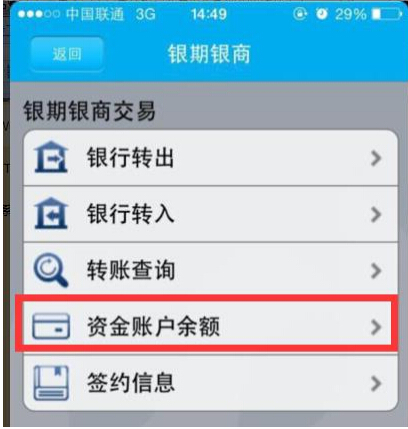 中国联通 3G 14:49 29%
返回 银期银商
银期银商交易
银行转出
银行转入
转账查询
资金账户余额
签约信息